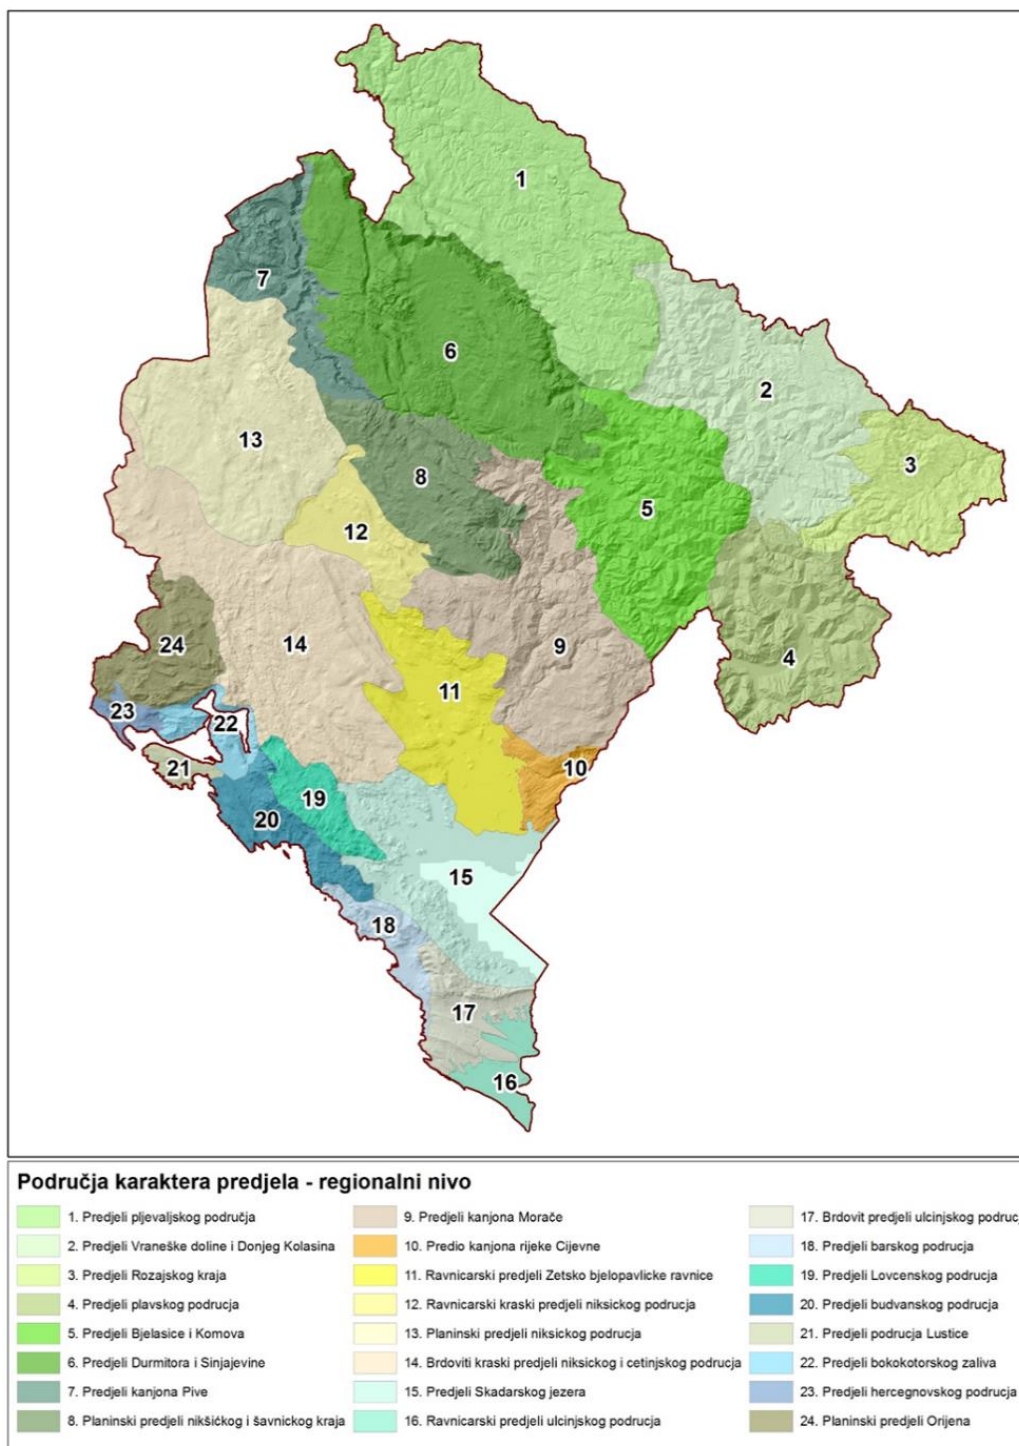 1
7
6
2
13
3
8
5
12
14
24
9
4
11
23
22
21
10
19
20
15
18
17
16
Područja karaktera predjela - regionalni nivo
1. Predjeli pljevaljskog područja
2. Predjeli Vraneške doline i Donjeg Kolasina
3. Predjeli Rozajskog kraja
4. Predjeli plavskog podrucja
5. Predjeli Bjelasice i Komova
6. Predjeli Durmitora i Sinjajevine
7. Predjeli kanjona Pive
8. Planinski predjeli nikšićkog i šavnickog kraja
9. Predjeli kanjona Morače
10. Predio kanjona rijeke Cijevne
11. Ravnicarski predjeli Zetsko bjelopavlicke ravnice
12. Ravnicarski kraski predjeli niksickog podrucja
13. Planinski predjeli niksickog podrucja
14. Brdoviti kraski predjeli niksickog i cetinjskog podrucja
15. Predjeli Skadarskog jezera
16. Ravnicarski predjeli ulcinjskog podrucja
17. Brdovit predjeli ulcinjskog
18. Predjeli barskog podrucja
19. Predjeli Lovcenskog podrucja
20. Predjeli budvanskog podrucja
21. Predjeli podrucja Lustice
22. Predjeli bokokotorskog zaliva
23. Predjeli hercegnovskog podrucja
24. Planinski predjeli Orijena